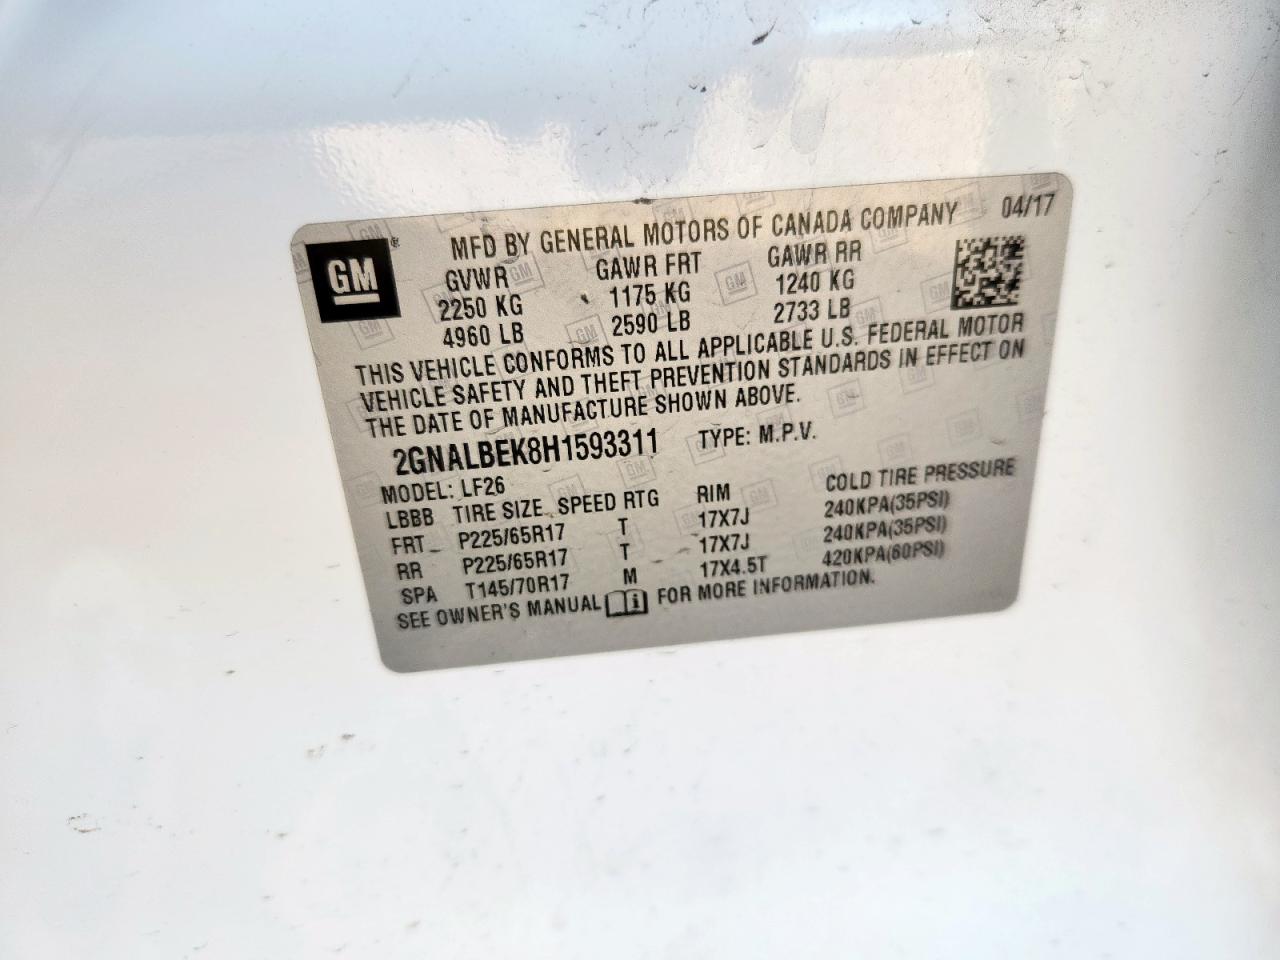 04/17
GM® MFD BY GENERAL MOTORS OF CANADA COMPANY
GVWR GAWR FRT GAWR RR
2250 KG 1175 KG 1240 KG
4960 LB 2590 LB 2733 LB
THIS VEHICLE CONFORMS TO ALL APPLICABLE U.S. FEDERAL MOTOR
VEHICLE SAFETY AND THEFT PREVENTION STANDARDS IN EFFECT ON
THE DATE OF MANUFACTURE SHOWN ABOVE.
2GNALBEK8H1593311 TYPE: M.P.V.
MODEL: LF26
LBBB TIRE SIZE SPEED RTG RIM COLD TIRE PRESSURE
FRT P225/65R17 T 17X7J 240KPA(35PSI)
RR P225/65R17 T 17X7J 240KPA(35PSI)
SPA T145/70R17 M 17X4.5T 420KPA(60PSI)
SEE OWNER'S MANUAL i FOR MORE INFORMATION.